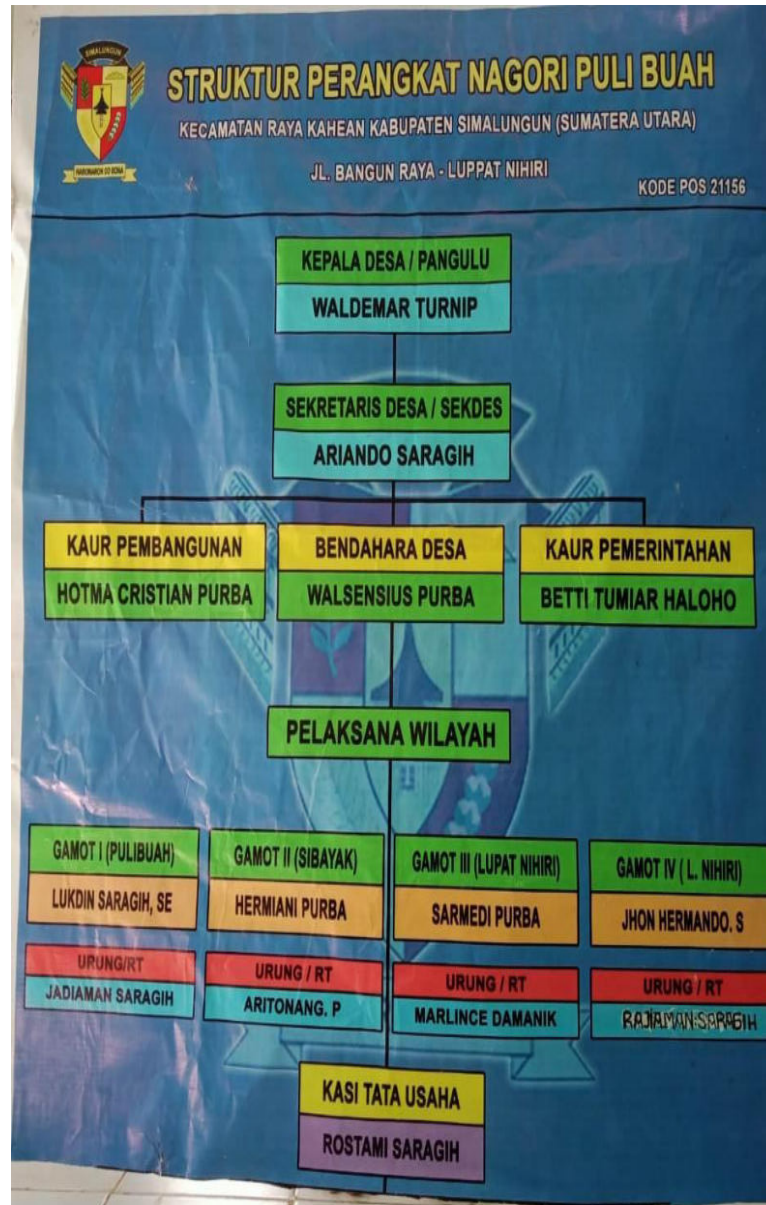 SIMALUNGUN
HABONARON DO BONA
STRUKTUR PERANGKAT NAGORI PULI BUAH
KECAMATAN RAYA KAHEAN KABUPATEN SIMALUNGUN (SUMATERA UTARA)
JL. BANGUN RAYA - LUPPAT NIHIRI
KODE POS 21156
KEPALA DESA / PANGULU
WALDEMAR TURNIP
SEKRETARIS DESA / SEKDES
ARIANDO SARAGIH
KAUR PEMBANGUNAN
HOTMA CRISTIAN PURBA
BENDAHARA DESA
WALSENSIUS PURBA
KAUR PEMERINTAHAN
BETTI TUMIAR HALOHO
PELAKSANA WILAYAH
GAMOT I (PULIBUAH)
LUKDIN SARAGIH, SE
GAMOT II (SIBAYAK)
HERMIANI PURBA
GAMOT III (LUPAT NIHIRI)
SARMEDI PURBA
GAMOT IV ( L. NIHIRI)
JHON HERMANDO. S
URUNG/RT
JADIAMAN SARAGIH
URUNG / RT
ARITONANG. P
URUNG / RT
MARLINCE DAMANIK
URUNG / RT
RAJIAMAN SARAGIH
KASI TATA USAHA
ROSTAMI SARAGIH